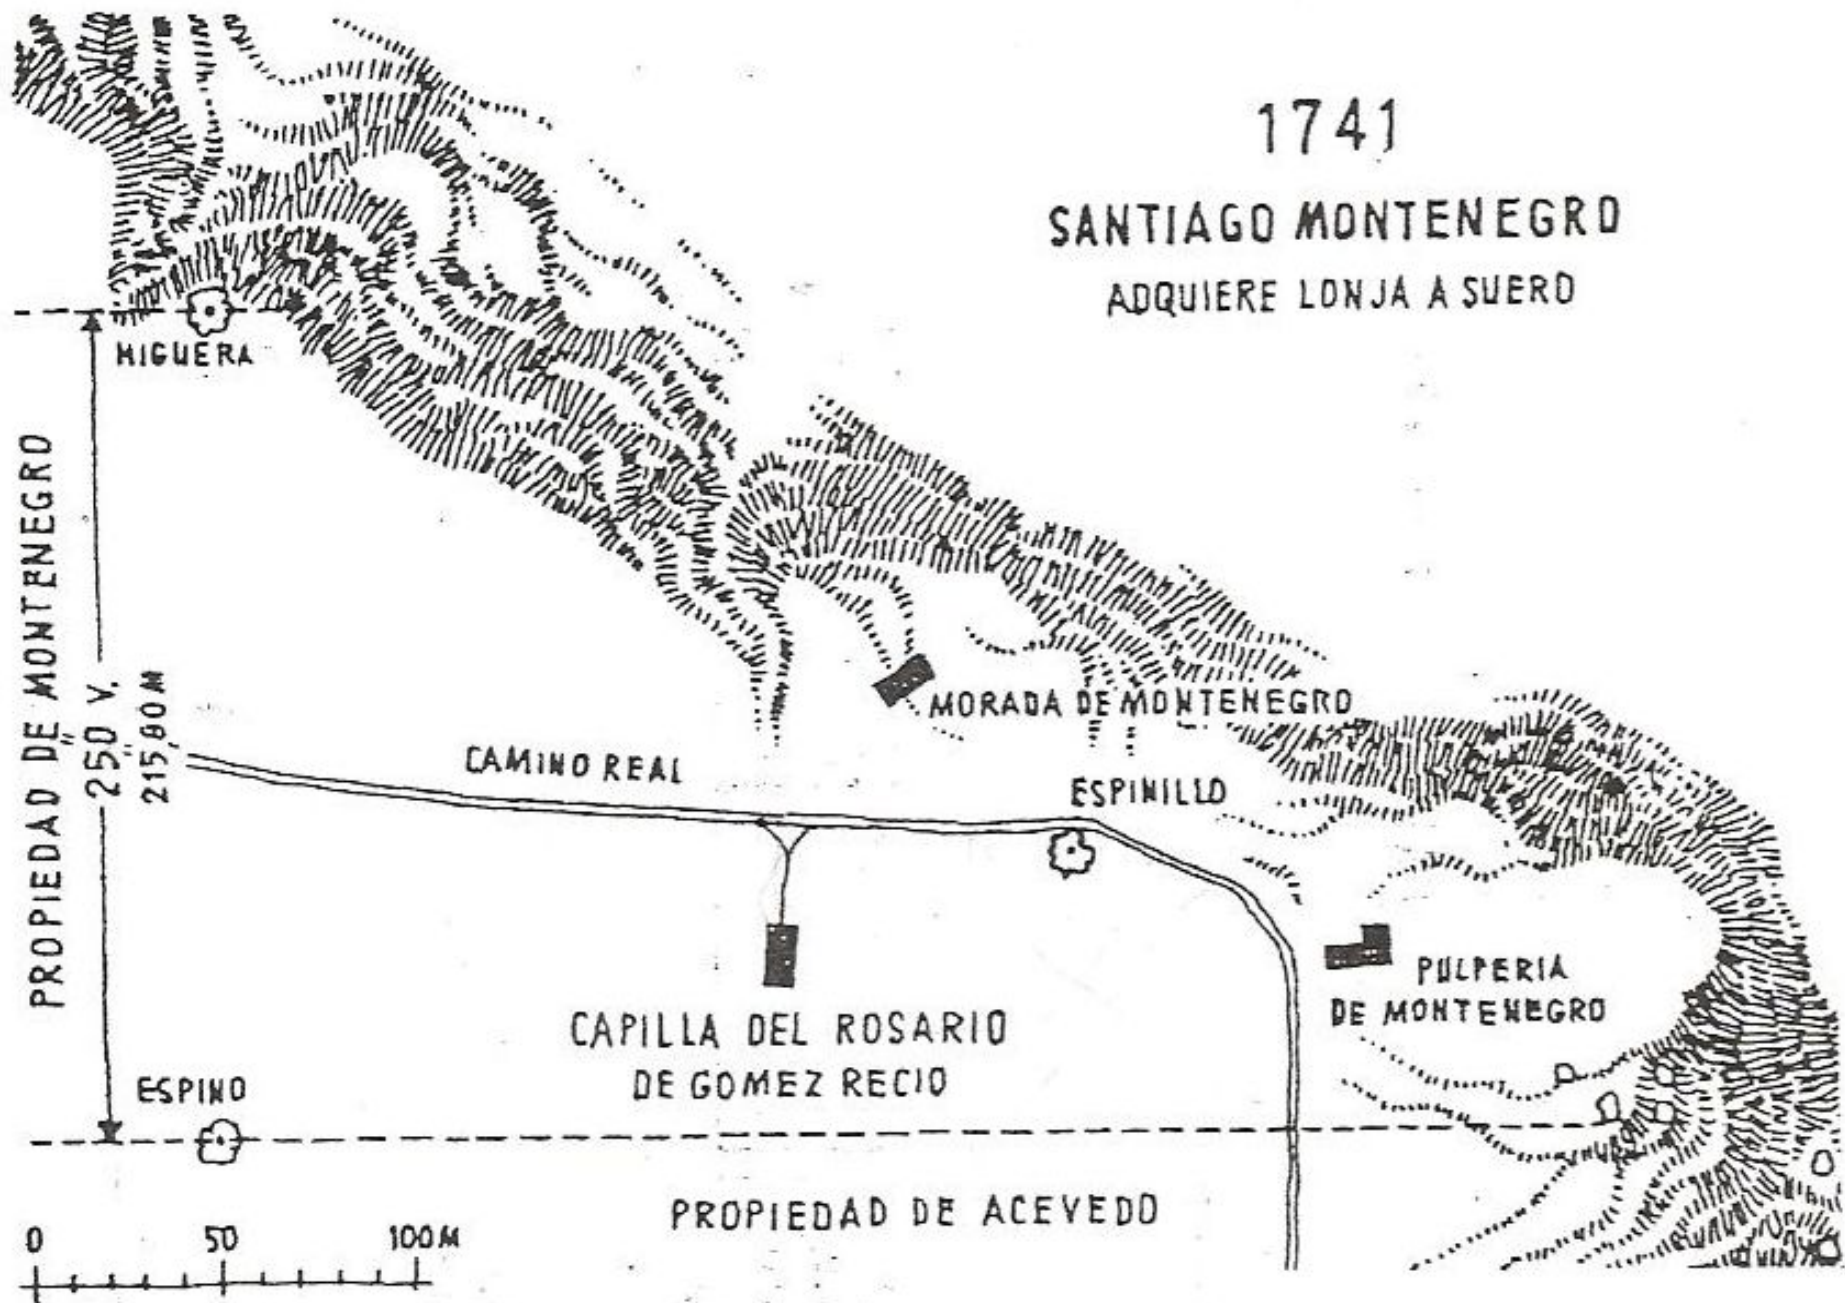 1741
SANTIAGO MONTENEGRO
ADQUIERE LONJA A SUERO
HIGUERA
PROPIEDAD DE MONTENEGRO
250 V.
215,00 M
MORADA DE MONTENEGRO
CAMINO REAL
ESPINILLO
PULPERIA
DE MONTENEGRO
CAPILLA DEL ROSARIO
DE GOMEZ RECIO
ESPINO
PROPIEDAD DE ACEVEDO
0 50 100M